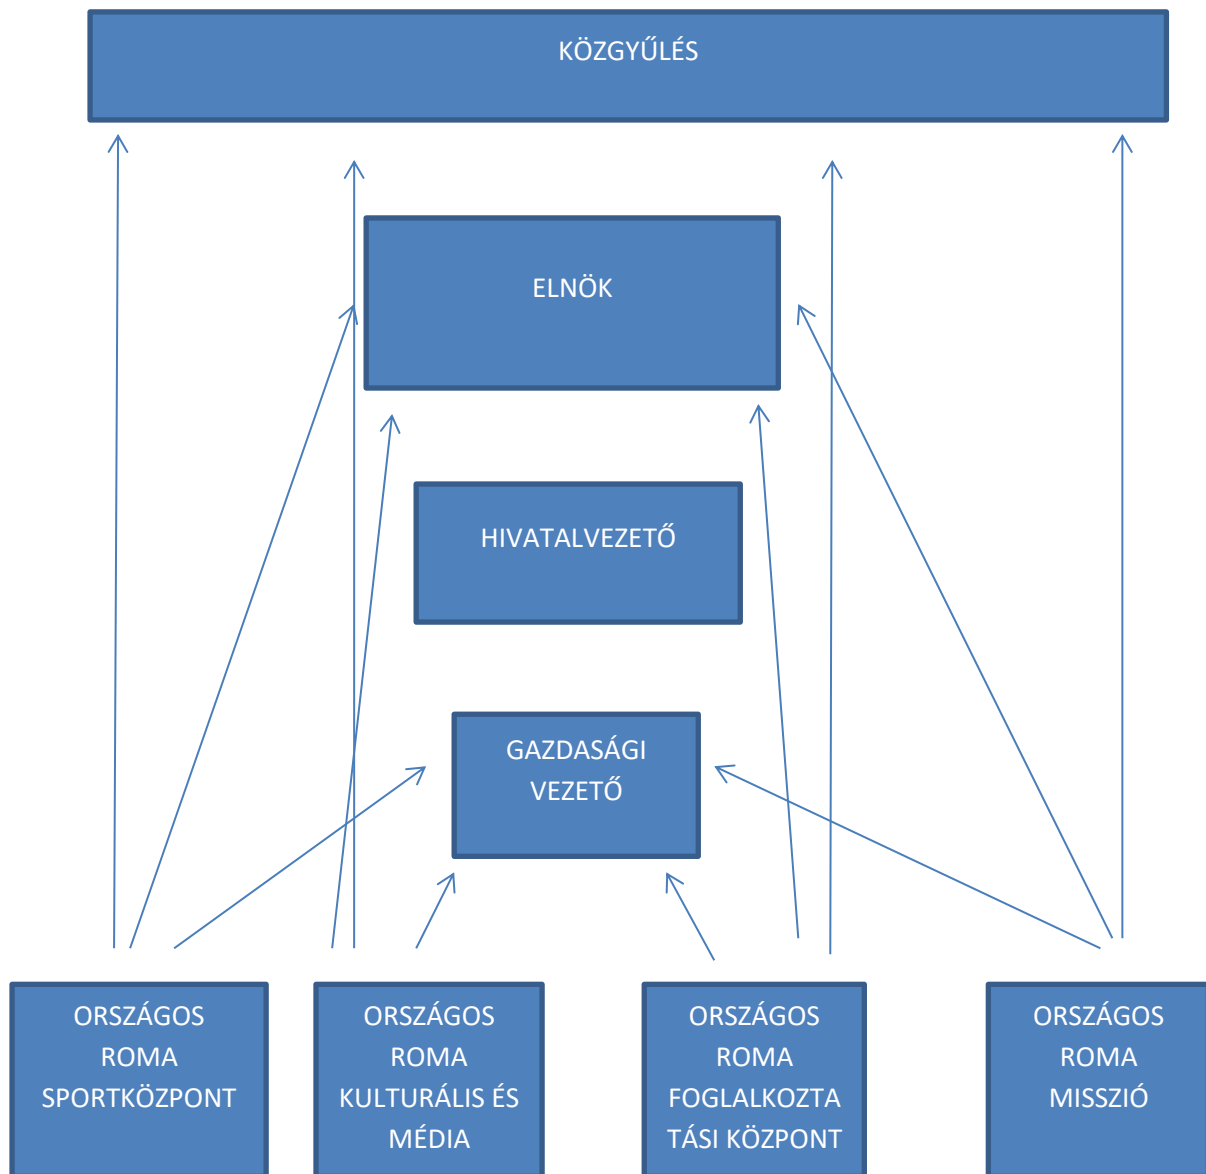 KÖZGYŰLÉS
ELNÖK
HIVATALVEZETŐ
GAZDASÁGI
VEZETŐ
ORSZÁGOS
ROMA
SPORTKÖZPONT
ORSZÁGOS
ROMA
KULTURÁLIS ÉS
MÉDIA
ORSZÁGOS
ROMA
FOGLALKOZTA
TÁSI KÖZPONT
ORSZÁGOS
ROMA
MISSZIÓ